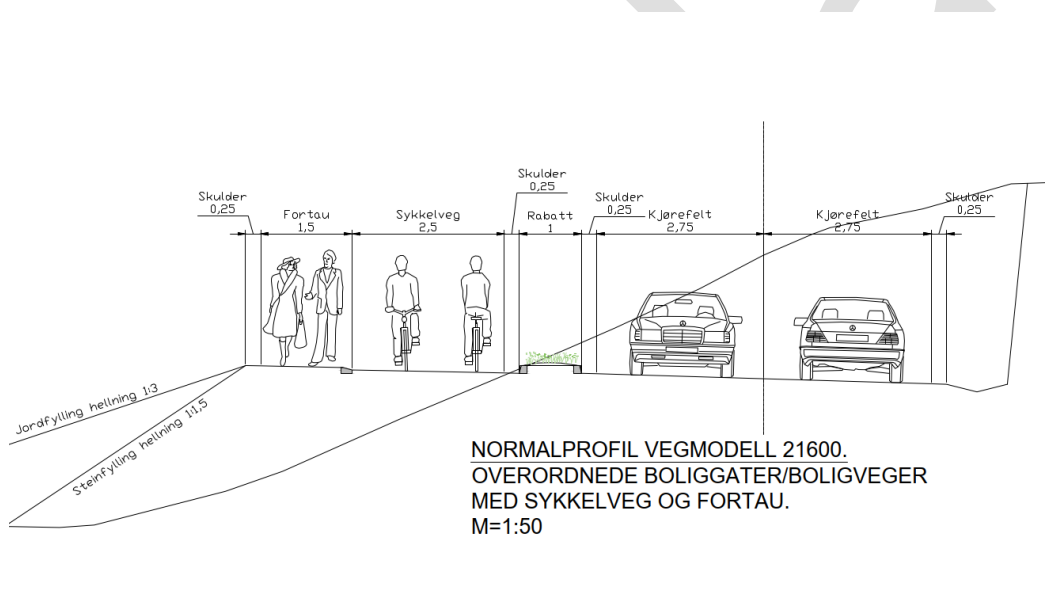 Skulder
0,25
Fortau
1,5
Sykkelveg
2,5
Skulder
0,25
Rabatt
1
Skulder
0,25
Kjørefelt
2,75
Kjørefelt
2,75
Skulder
0,25
Jordfylling hellning 1:3
Steinfylling hellning 1:1,5
NORMALPROFIL VEGMODELL 21600.
OVERORDNEDE BOLIGGATER/BOLIGVEGER
MED SYKKELVEG OG FORTAU.
M=1:50